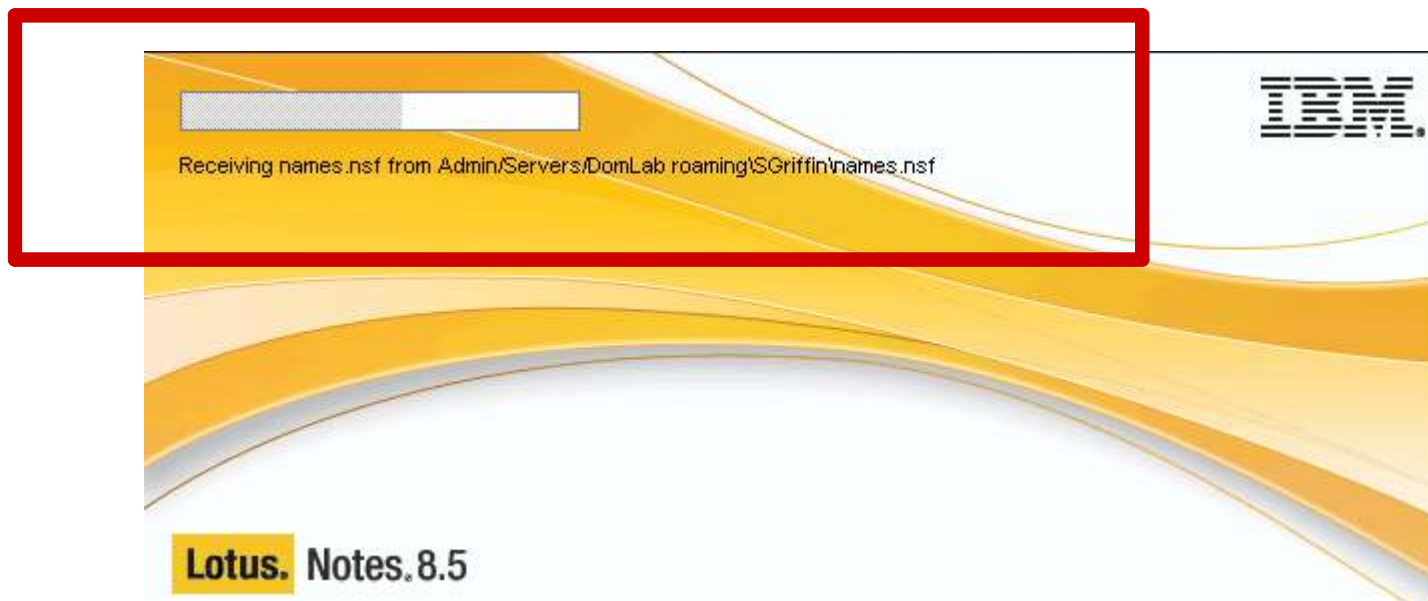 IBM.
Receiving names.nsf from Admin/Servers/DomLab roaming\SGriffin\names.nsf
Lotus. Notes. 8.5